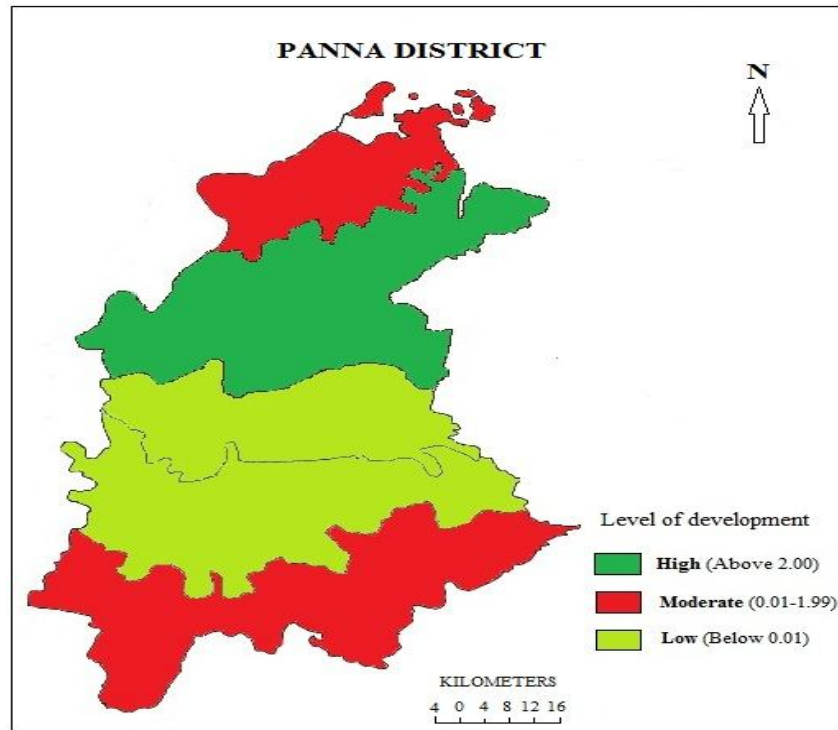 PANNA DISTRICT
N
Level of development
High (Above 2.00)
Moderate (0.01-1.99)
Low (Below 0.01)
KILOMETERS
4 0 4 8 12 16